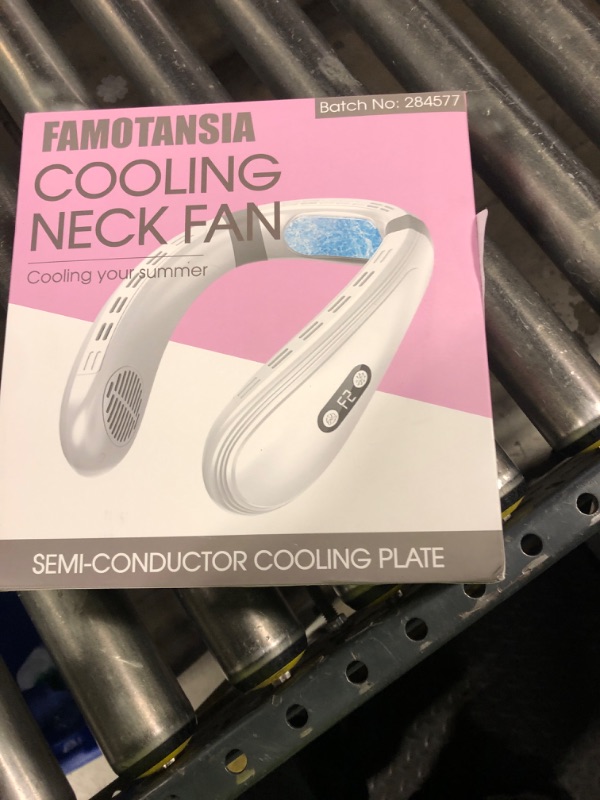 Batch No: 284577
FAMOTANSIA
COOLING
NECK FAN
Cooling your summer
F2
SEMI-CONDUCTOR COOLING PLATE